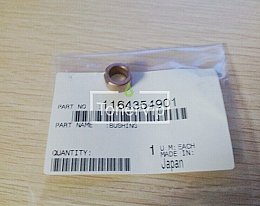 PART NO. 1164354901
PART NAME :BUSHING
QUANTITY: 1 U.M:EACH
MADE IN:
Japan